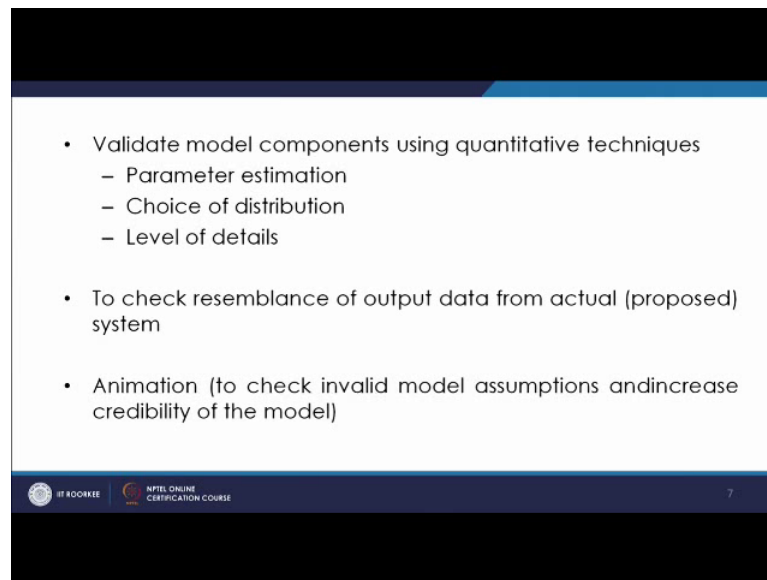 • Validate model components using quantitative techniques
– Parameter estimation
– Choice of distribution
– Level of details
• To check resemblance of output data from actual (proposed)
system
• Animation (to check invalid model assumptions andincrease
credibility of the model)
IIT ROORKEE
NPTEL ONLINE
CERTIFICATION COURSE
7